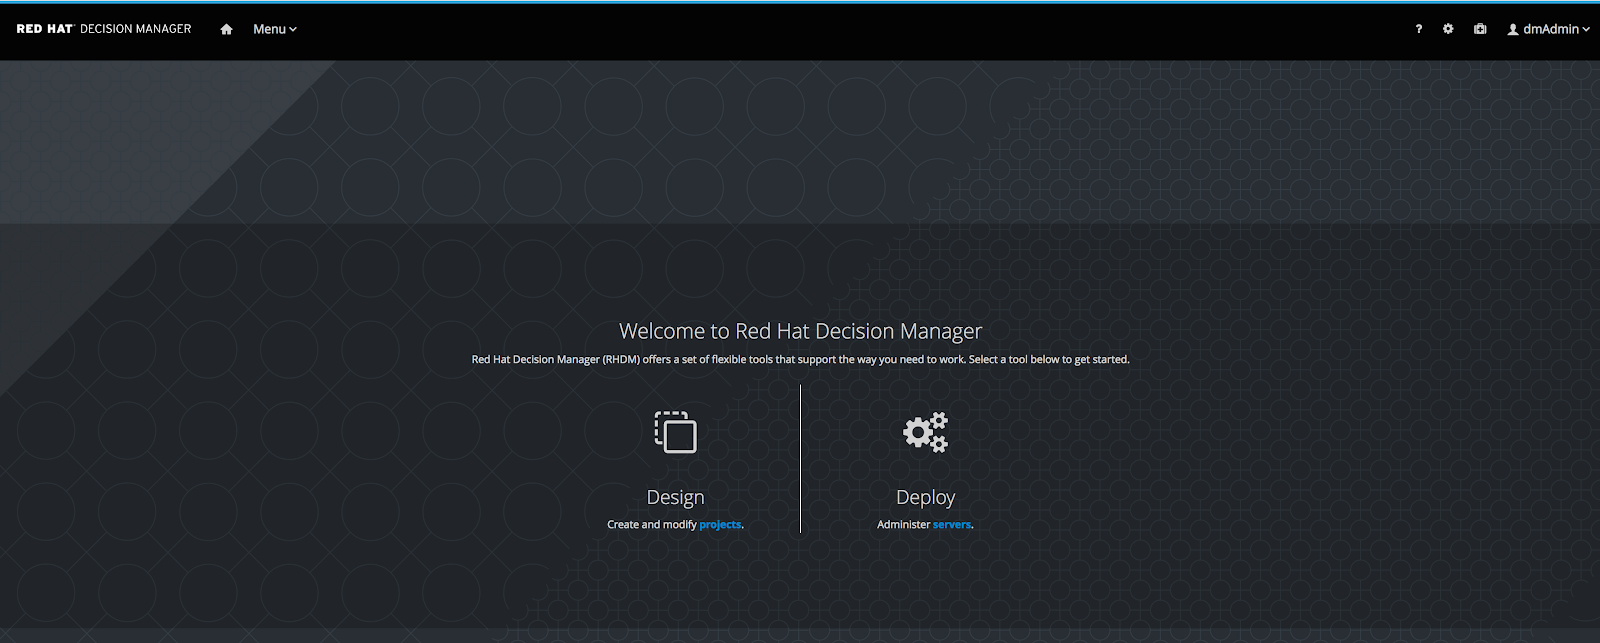 RED HAT® DECISION MANAGER Menu ? dmAdmin
Welcome to Red Hat Decision Manager
Red Hat Decision Manager (RHDM) offers a set of flexible tools that support the way you need to work. Select a tool below to get started.
Design
Create and modify projects.
Deploy
Administer servers.